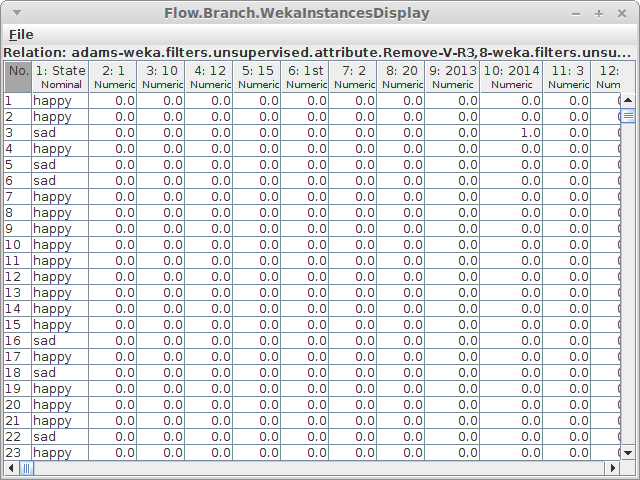 Flow.Branch.WekaInstancesDisplay
File
Relation: adams-weka.filters.unsupervised.attribute.Remove-V-R3,8-weka.filters.unsu...
No. 1: State 2: 1 3: 10 4: 12 5: 15 6: 1st 7: 2 8: 20 9: 2013 10: 2014 11: 3 12:
Nominal Numeric Numeric Numeric Numeric Numeric Numeric Numeric Numeric Numeric Numeric Num
1 happy 0.0 0.0 0.0 0.0 0.0 0.0 0.0 0.0 0.0 0.0
2 happy 0.0 0.0 0.0 0.0 0.0 0.0 0.0 0.0 0.0 0.0
3 sad 0.0 0.0 0.0 0.0 0.0 0.0 0.0 0.0 1.0 0.0
4 happy 0.0 0.0 0.0 0.0 0.0 0.0 0.0 0.0 0.0 0.0
5 sad 0.0 0.0 0.0 0.0 0.0 0.0 0.0 0.0 0.0 0.0
6 sad 0.0 0.0 0.0 0.0 0.0 0.0 0.0 0.0 0.0 0.0
7 happy 0.0 0.0 0.0 0.0 0.0 0.0 0.0 0.0 0.0 0.0
8 happy 0.0 0.0 0.0 0.0 0.0 0.0 0.0 0.0 0.0 0.0
9 happy 0.0 0.0 0.0 0.0 0.0 0.0 0.0 0.0 0.0 0.0
10 happy 0.0 0.0 0.0 0.0 0.0 0.0 0.0 0.0 0.0 0.0
11 happy 0.0 0.0 0.0 0.0 0.0 0.0 0.0 0.0 0.0 0.0
12 happy 0.0 0.0 0.0 0.0 0.0 0.0 0.0 0.0 0.0 0.0
13 happy 0.0 0.0 0.0 0.0 0.0 0.0 0.0 0.0 0.0 0.0
14 happy 0.0 0.0 0.0 0.0 0.0 0.0 0.0 0.0 0.0 0.0
15 happy 0.0 0.0 0.0 0.0 0.0 0.0 0.0 0.0 0.0 0.0
16 sad 0.0 0.0 0.0 0.0 0.0 0.0 0.0 0.0 0.0 0.0
17 happy 0.0 0.0 0.0 0.0 0.0 0.0 0.0 0.0 0.0 0.0
18 sad 0.0 0.0 0.0 0.0 0.0 0.0 0.0 0.0 0.0 0.0
19 happy 0.0 0.0 0.0 0.0 0.0 0.0 0.0 0.0 0.0 0.0
20 happy 0.0 0.0 0.0 0.0 0.0 0.0 0.0 0.0 0.0 0.0
21 happy 0.0 0.0 0.0 0.0 0.0 0.0 0.0 0.0 0.0 0.0
22 sad 0.0 0.0 0.0 0.0 0.0 0.0 0.0 0.0 0.0 0.0
23 happy 0.0 0.0 0.0 0.0 0.0 0.0 0.0 0.0 0.0 0.0